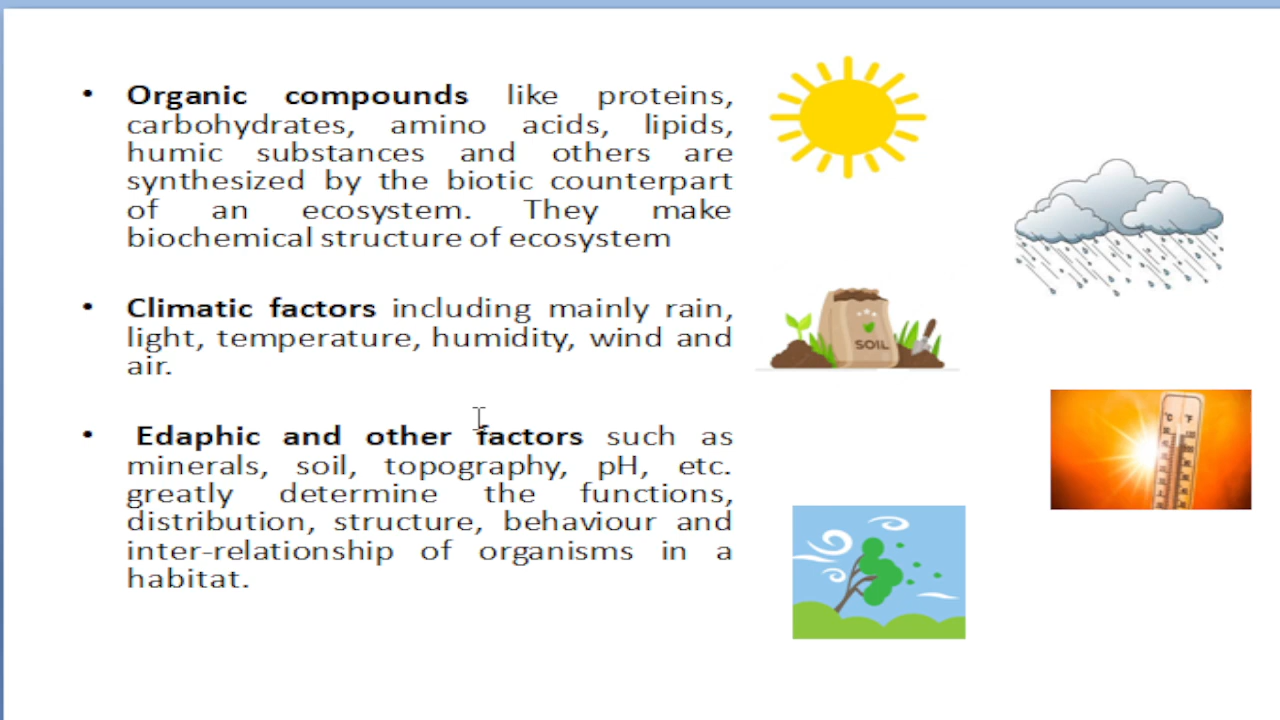 • Organic compounds like proteins,
carbohydrates, amino acids, lipids,
humic substances and others are
synthesized by the biotic counterpart
of an ecosystem. They make
biochemical structure of ecosystem
• Climatic factors including mainly rain,
light, temperature, humidity, wind and
air.
• Edaphic and other factors such as
minerals, soil, topography, pH, etc.
greatly determine the functions,
distribution, structure, behaviour and
inter-relationship of organisms in a
habitat.
SOIL
°C °F